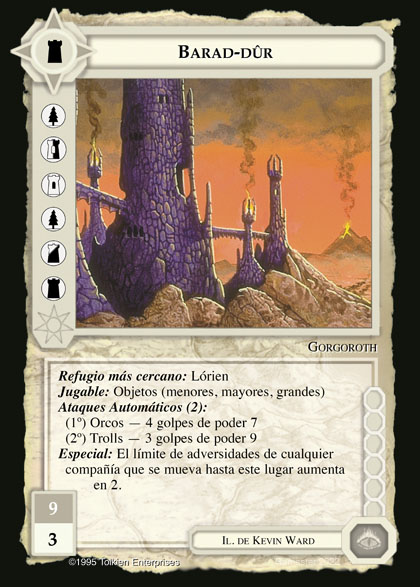 BARAD-DÛR
GORGOROTH
Refugio más cercano: Lórien
Jugable: Objetos (menores, mayores, grandes)
Ataques Automáticos (2):
(1º) Orcos — 4 golpes de poder 7
(2º) Trolls — 3 golpes de poder 9
Especial: El límite de adversidades de cualquier
compañía que se mueva hasta este lugar aumenta
en 2.
9
3
IL. DE KEVIN WARD
©1995 Tolkien Enterprises